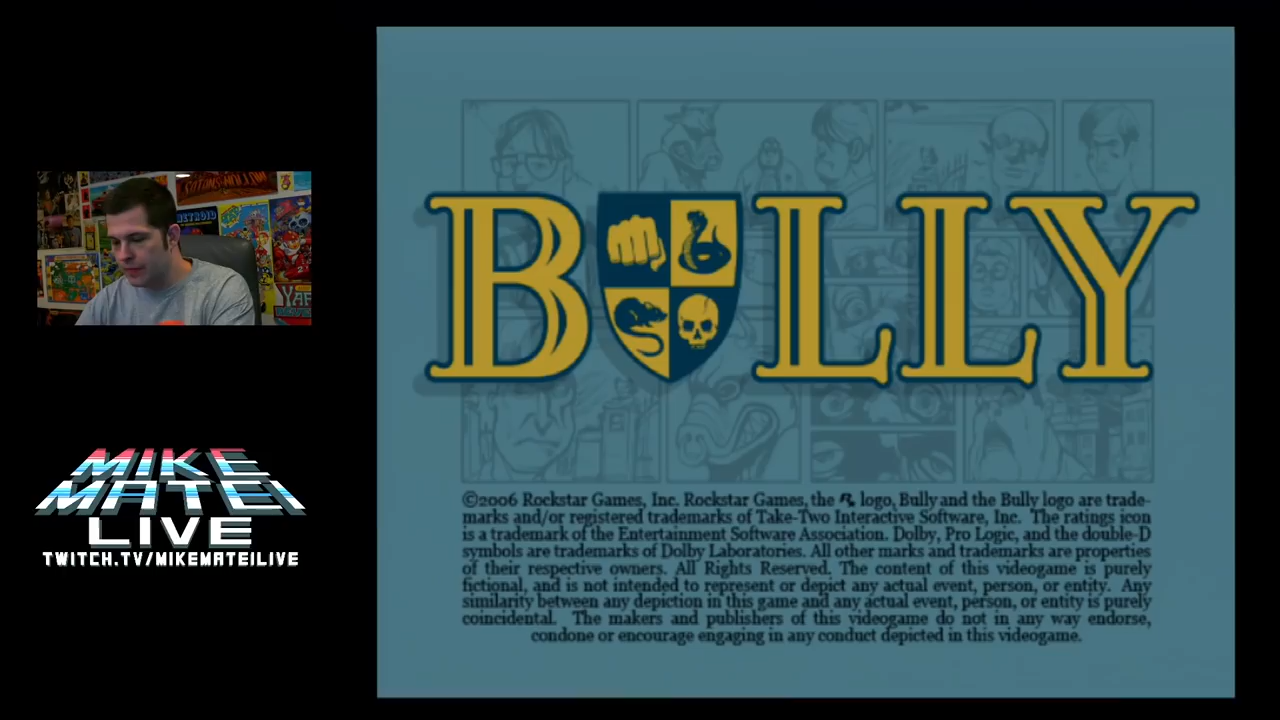 BULLY
©2006 Rockstar Games, Inc. Rockstar Games, the R* logo, Bully and the Bully logo are trade-
marks and/or registered trademarks of Take-Two Interactive Software, Inc. The ratings icon
is a trademark of the Entertainment Software Association. Dolby, Pro Logic, and the double-D
symbols are trademarks of Dolby Laboratories. All other marks and trademarks are properties
of their respective owners. All Rights Reserved. The content of this videogame is purely
fictional, and is not intended to represent or depict any actual event, person, or entity. Any
similarity between any depiction in this game and any actual event, person, or entity is purely
coincidental. The makers and publishers of this videogame do not in any way endorse,
condone or encourage engaging in any conduct depicted in this videogame.
METROID
MIKE
MATEI
LIVE
TWITCH.TV/MIKEMATEILIVE